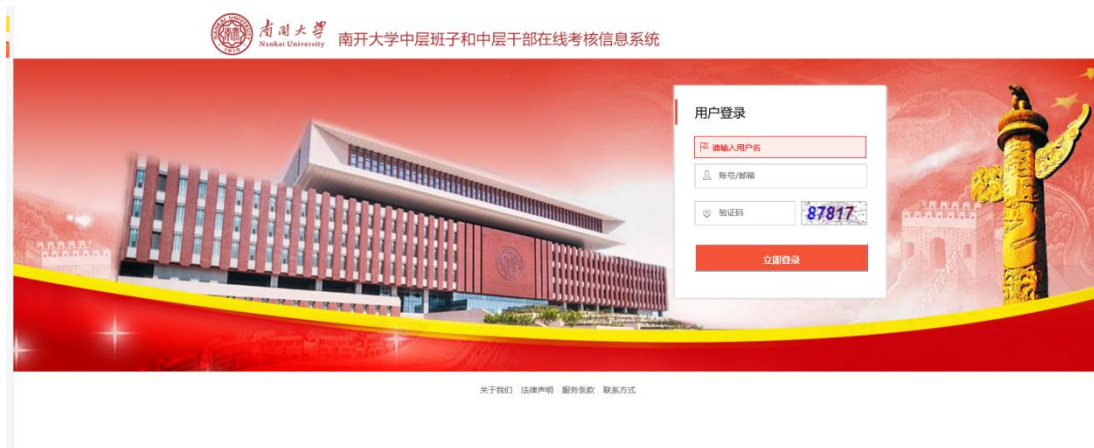 南开大学
Nankai University
南开大学中层班子和中层干部在线考核信息系统
用户登录
请输入用户名
账号/邮箱
验证码
87817
立即登录
关于我们 法律声明 服务条款 联系方式